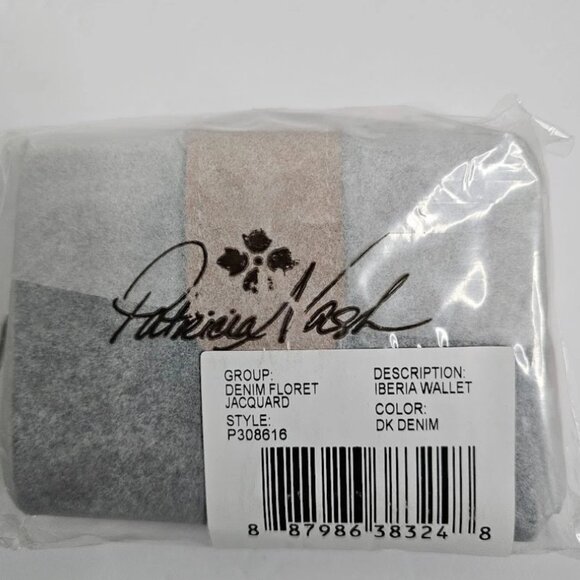 Patricia Nash
GROUP: DESCRIPTION:
DENIM FLORET IBERIA WALLET
JACQUARD COLOR:
STYLE: DK DENIM
P308616
8 87986 38324 8